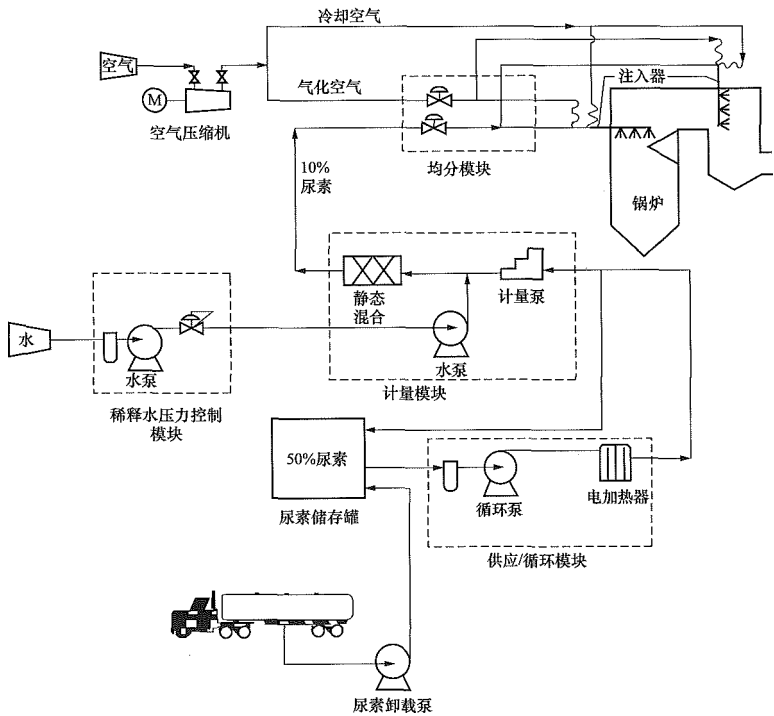 冷却空气
空气
气化空气
注入器
M
空气压缩机
均分模块
10%
尿素
锅炉
静态
混合
计量泵
水
水泵
水泵
计量模块
稀释水压力控制
模块
50%尿素
尿素储存罐
循环泵
电加热器
供应/循环模块
尿素卸载泵